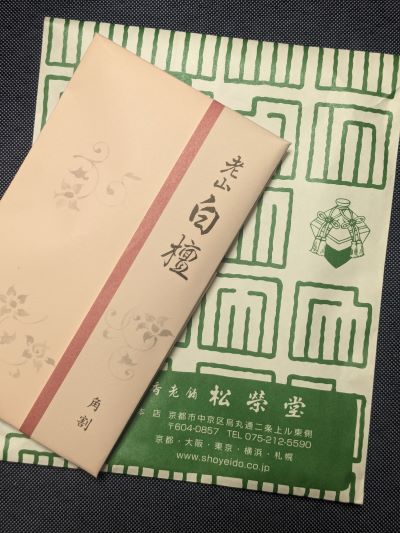 老山
白檀
角割
香老舗 松榮堂
本 店 京都市中京区烏丸通二条上ル東側
〒604-0857 TEL 075-212-5590
京都・大阪・東京・横浜・札幌
www.shoyeido.co.jp